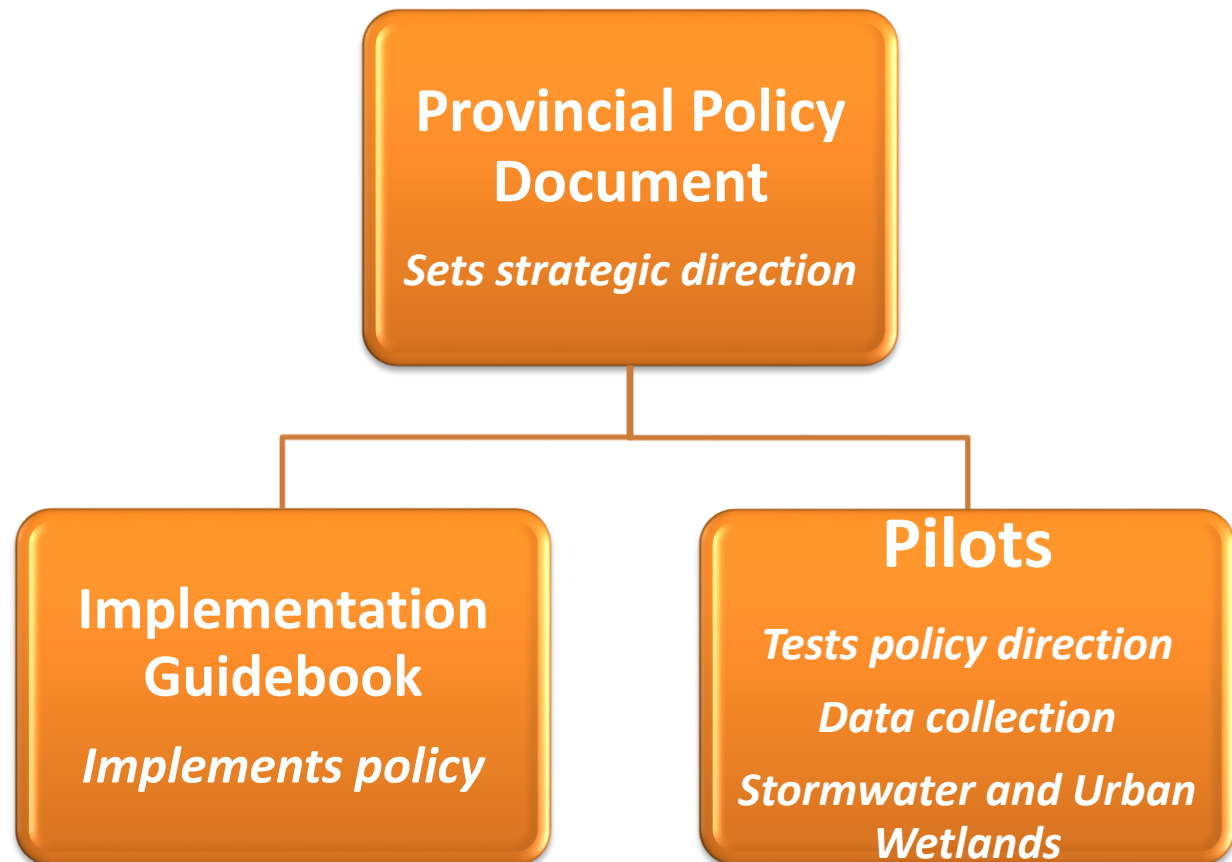 Provincial Policy
Document
Sets strategic direction
Implementation
Guidebook
Implements policy
Pilots
Tests policy direction
Data collection
Stormwater and Urban
Wetlands